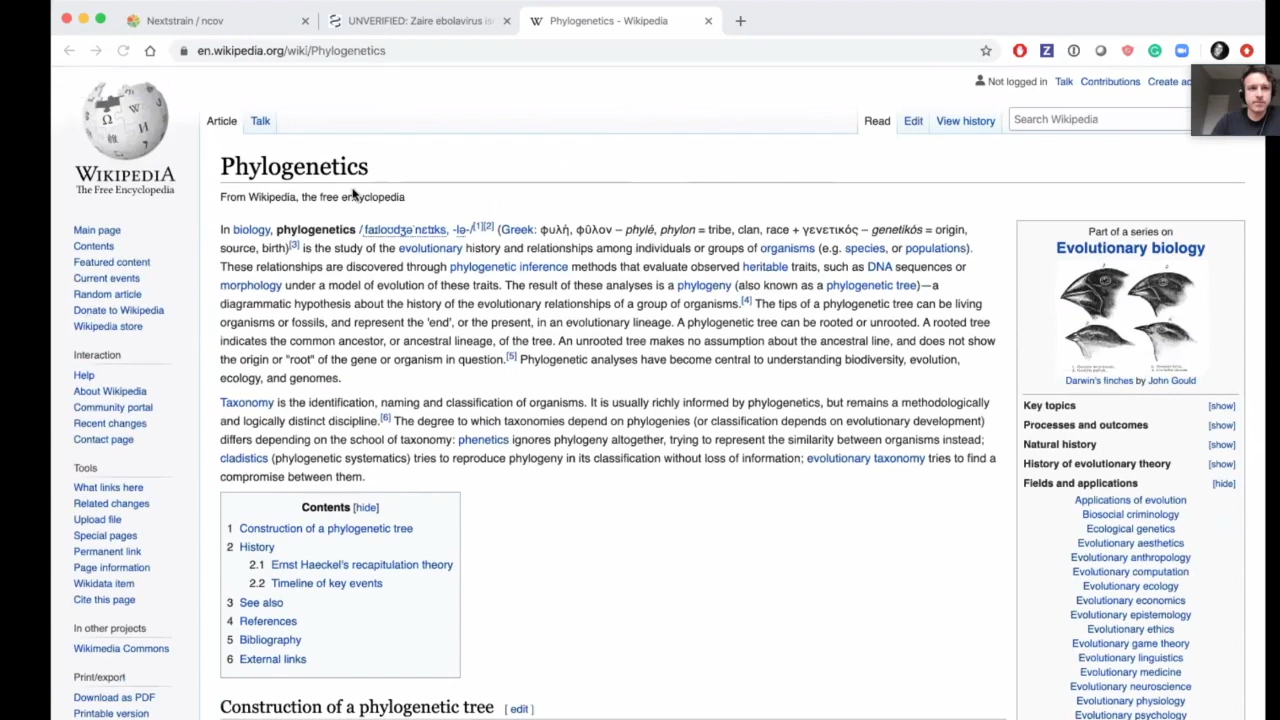 Nextstrain / ncov
UNVERIFIED: Zaire ebolavirus is
Phylogenetics - Wikipedia
en.wikipedia.org/wiki/Phylogenetics
Not logged in Talk Contributions Create ac
Article Talk
Read Edit View history
Search Wikipedia
WIKIPEDIA
The Free Encyclopedia
Main page
Contents
Featured content
Current events
Random article
Donate to Wikipedia
Wikipedia store
Interaction
Help
About Wikipedia
Community portal
Recent changes
Contact page
Tools
What links here
Related changes
Upload file
Special pages
Permanent link
Page information
Wikidata item
Cite this page
In other projects
Wikimedia Commons
Print/export
Download as PDF
Printable version
Phylogenetics
From Wikipedia, the free encyclopedia
In biology, phylogenetics /ˌfaɪloʊdʒəˈnɛtɪks, -lə-/[1][2] (Greek: φυλή, φῦλον – phylé, phylon = tribe, clan, race + γενετικός – genetikós = origin,
source, birth)[3] is the study of the evolutionary history and relationships among individuals or groups of organisms (e.g. species, or populations).
These relationships are discovered through phylogenetic inference methods that evaluate observed heritable traits, such as DNA sequences or
morphology under a model of evolution of these traits. The result of these analyses is a phylogeny (also known as a phylogenetic tree)—a
diagrammatic hypothesis about the history of the evolutionary relationships of a group of organisms.[4] The tips of a phylogenetic tree can be living
organisms or fossils, and represent the 'end', or the present, in an evolutionary lineage. A phylogenetic tree can be rooted or unrooted. A rooted tree
indicates the common ancestor, or ancestral lineage, of the tree. An unrooted tree makes no assumption about the ancestral line, and does not show
the origin or "root" of the gene or organism in question.[5] Phylogenetic analyses have become central to understanding biodiversity, evolution,
ecology, and genomes.
Taxonomy is the identification, naming and classification of organisms. It is usually richly informed by phylogenetics, but remains a methodologically
and logically distinct discipline.[6] The degree to which taxonomies depend on phylogenies (or classification depends on evolutionary development)
differs depending on the school of taxonomy: phenetics ignores phylogeny altogether, trying to represent the similarity between organisms instead;
cladistics (phylogenetic systematics) tries to reproduce phylogeny in its classification without loss of information; evolutionary taxonomy tries to find a
compromise between them.
Contents [hide]
1 Construction of a phylogenetic tree
2 History
2.1 Ernst Haeckel's recapitulation theory
2.2 Timeline of key events
3 See also
4 References
5 Bibliography
6 External links
Construction of a phylogenetic tree [ edit ]
Part of a series on
Evolutionary biology
Darwin's finches by John Gould
Key topics [show]
Processes and outcomes [show]
Natural history [show]
History of evolutionary theory [show]
Fields and applications [hide]
Applications of evolution
Biosocial criminology
Ecological genetics
Evolutionary aesthetics
Evolutionary anthropology
Evolutionary computation
Evolutionary ecology
Evolutionary economics
Evolutionary epistemology
Evolutionary ethics
Evolutionary game theory
Evolutionary linguistics
Evolutionary medicine
Evolutionary neuroscience
Evolutionary physiology
Evolutionary psychology